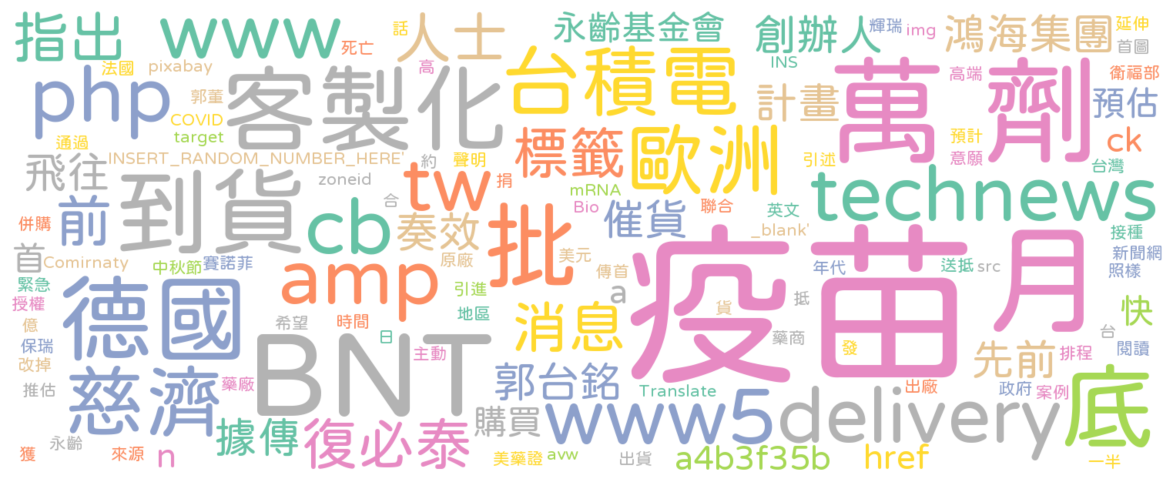 指出 www 死亡 話 人士 永齡基金會 創辦人 輝瑞 img 鴻海集團 延伸
首圖
法國 pixabay 高 台積電 INS 萬劑 高端 衛福部
php 郭董 客製化 計畫 預估
COVID
通過 target 標籤 歐洲 預計 ck
飛往 INSERT_RANDOM_NUMBER_HERE' 約 聲明 引述 意願 台灣
zoneid tw 捐 mRNA technews
併購 前 到貨 cb 合 奏效 批 Bio 催貨 聯合 英文 接種
_blank'
首 Comirnaty 中秋節 賽諾菲 原廠 美元 疫苗 月 新聞網
緊急 amp 傳首 年代 送抵 src 照樣
授權 德國 引進 a 抵 快
億 希望 時間 地區 消息 貨 台
保瑞 BNT 日 主動 藥商 發 先前 排程 閱讀
改掉
推估 慈濟 藥廠 郭台銘 Translate 出廠 政府 案例 底
據傳 復必泰 購買 www5 delivery
永齡
獲 來源 n 美藥證 avw 出貨 a4b3f35b href 一半